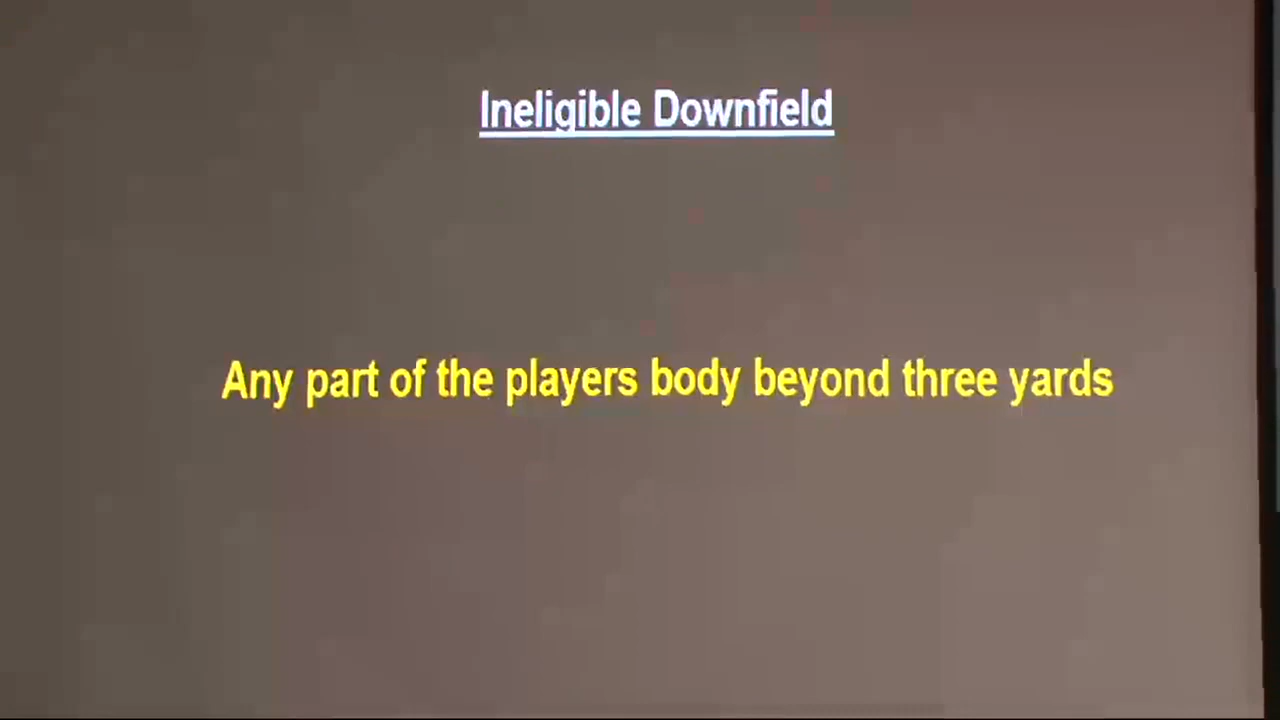 Ineligible Downfield
Any part of the players body beyond three yards